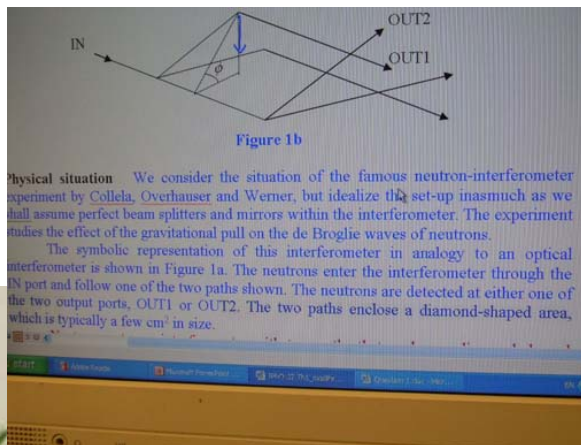 OUT2
IN
OUT1
ϕ
Figure 1b
Physical situation We consider the situation of the famous neutron-interferometer
experiment by Collela, Overhauser and Werner, but idealize the set-up inasmuch as we
shall assume perfect beam splitters and mirrors within the interferometer. The experiment
studies the effect of the gravitational pull on the de Broglie waves of neutrons.
The symbolic representation of this interferometer in analogy to an optical
interferometer is shown in Figure 1a. The neutrons enter the interferometer through the
IN port and follow one of the two paths shown. The neutrons are detected at either one of
the two output ports, OUT1 or OUT2. The two paths enclose a diamond-shaped area,
which is typically a few cm² in size.
start Microsoft PowerPoint EN